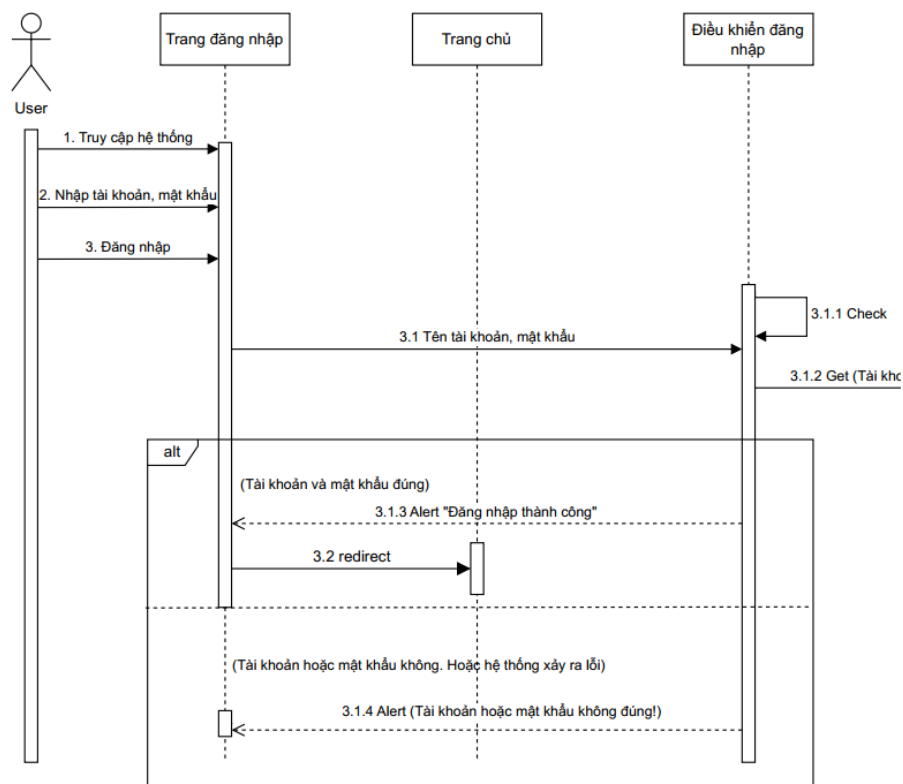 Trang đăng nhập
Trang chủ
Điều khiển đăng
nhập
User
1. Truy cập hệ thống
2. Nhập tài khoản, mật khẩu
3. Đăng nhập
3.1.1 Check
3.1 Tên tài khoản, mật khẩu
3.1.2 Get (Tài
alt
(Tài khoản và mật khẩu đúng)
3.1.3 Alert "Đăng nhập thành công"
3.2 redirect
(Tài khoản hoặc mật khẩu không. Hoặc hệ thống xảy ra lỗi)
3.1.4 Alert (Tài khoản hoặc mật khẩu không đúng!)